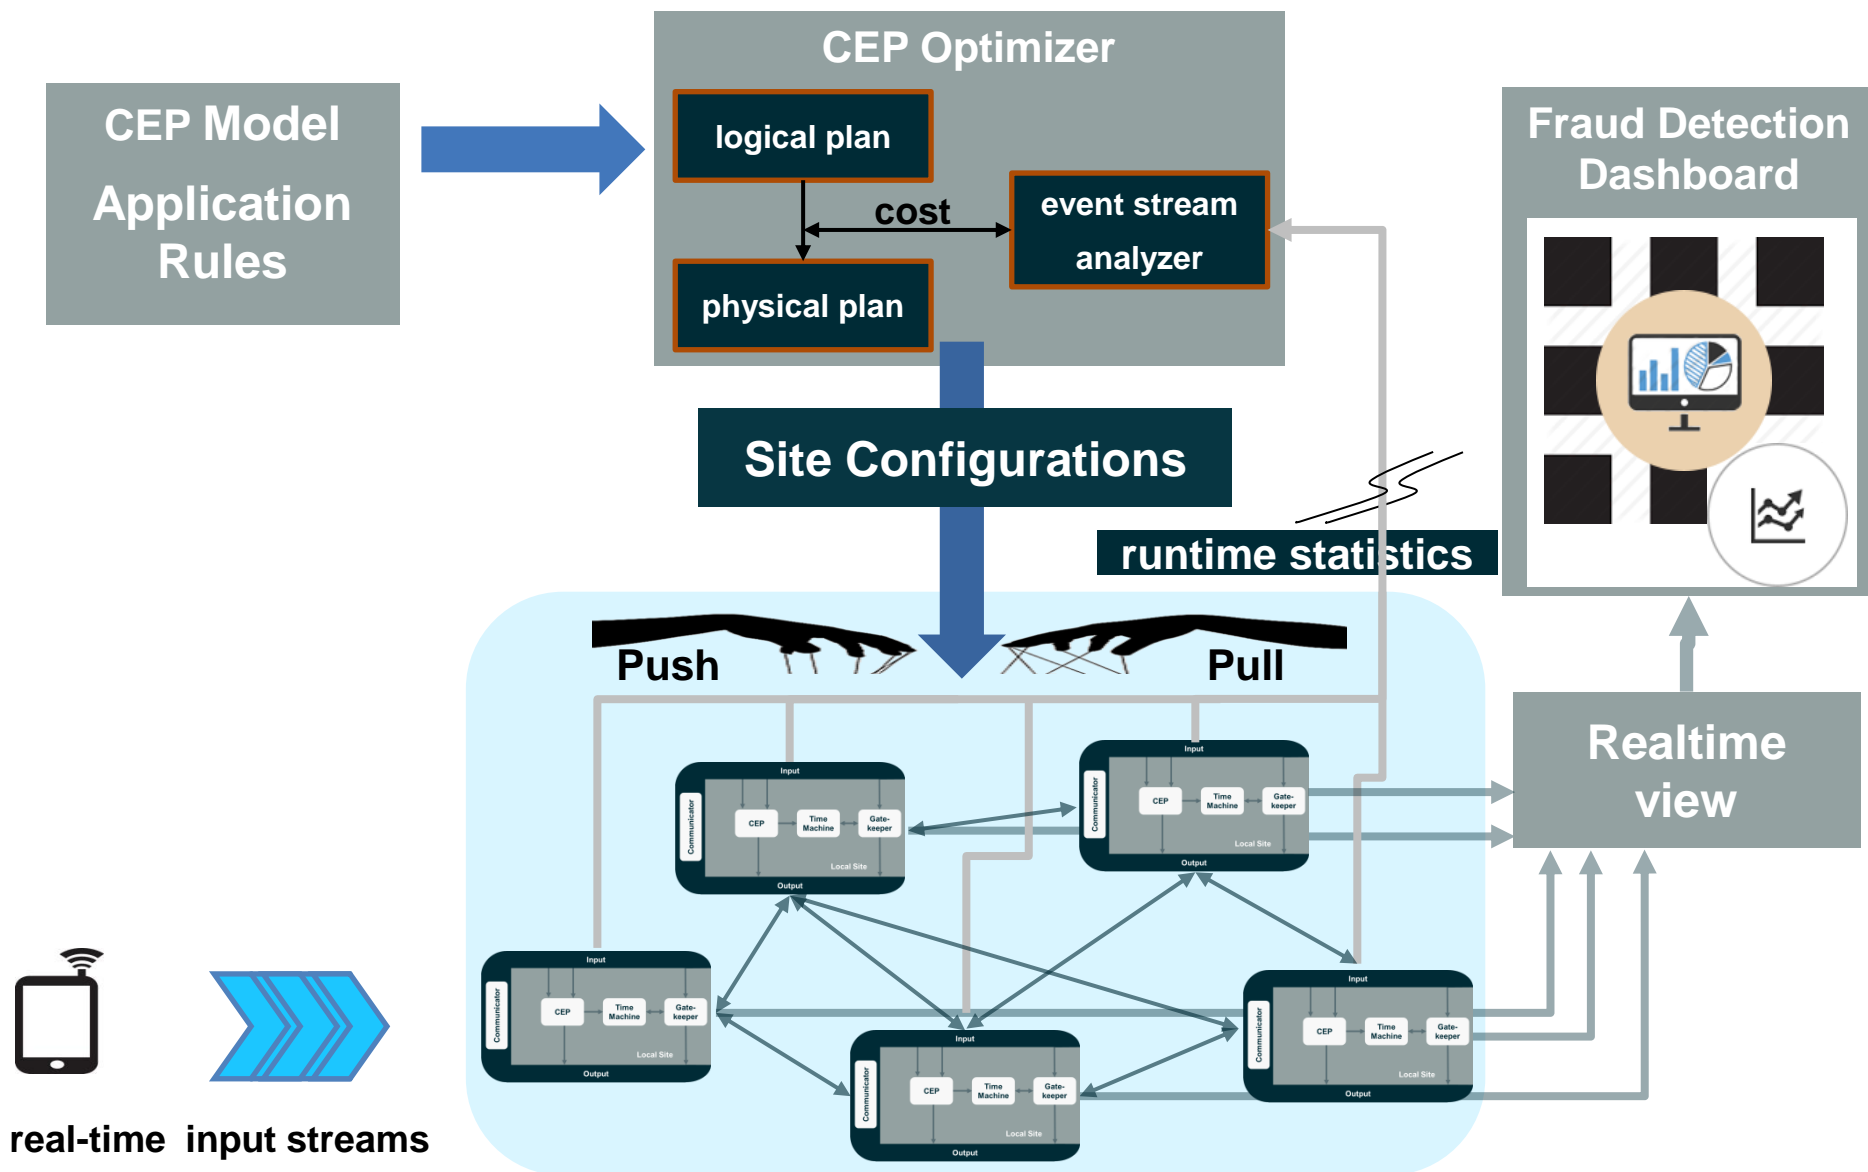 CEP Optimizer
CEP Model
Application
Rules
logical plan
cost
event stream
analyzer
physical plan
Fraud Detection
Dashboard
Site Configurations
runtime statistics
Push
Pull
Realtime
view
Input
Communicator
CEP
Time
Machine
Gate-
keeper
Local Site
Output
Input
Communicator
CEP
Time
Machine
Gate-
keeper
Local Site
Output
Input
Communicator
CEP
Time
Machine
Gate-
keeper
Local Site
Output
Input
Communicator
CEP
Time
Machine
Gate-
keeper
Local Site
Output
Input
Communicator
CEP
Time
Machine
Gate-
keeper
Local Site
Output
real-time input streams